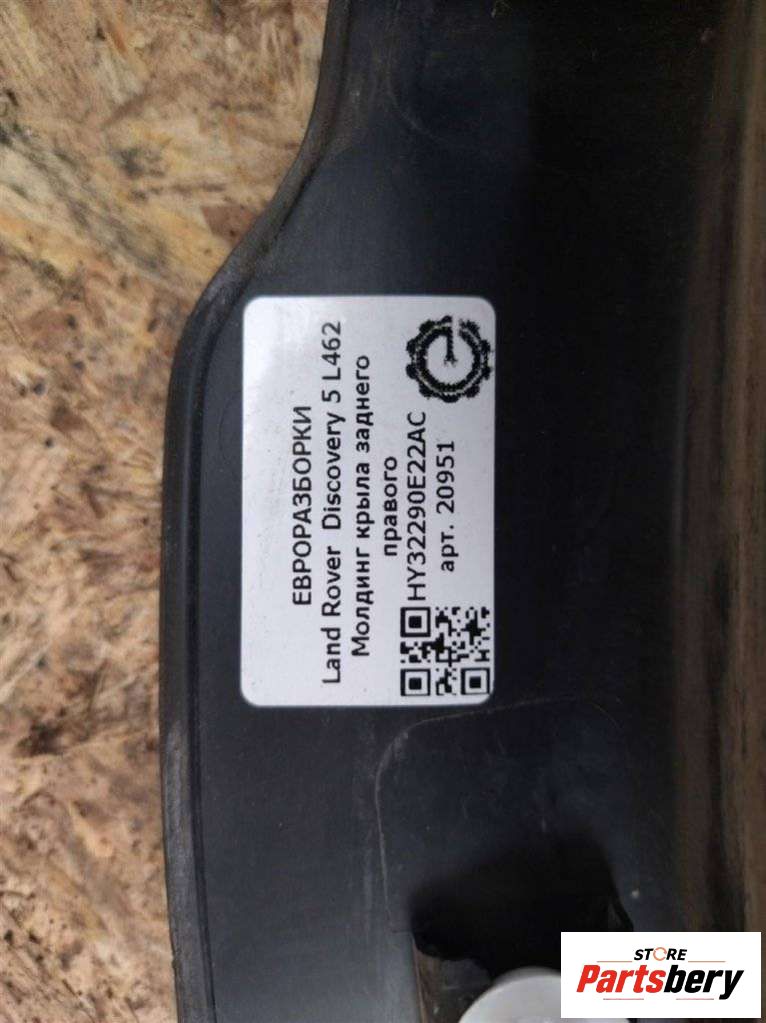 ЕВРОРАЗБОРКИ
Land Rover Discovery 5 L462
Молдинг крыла заднего
правого
HY32290E22AC
арт. 20951
STORE
Partsbery